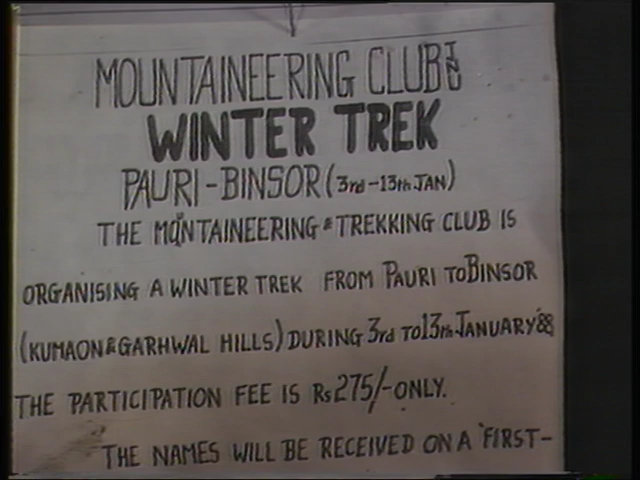 MOUNTAINEERING CLUB INC
WINTER TREK
PAURI-BINSOR (3rd-13th JAN)
THE MOUNTAINEERING & TREKKING CLUB IS
ORGANISING A WINTER TREK FROM PAURI TO BINSOR
(KUMAON & GARHWAL HILLS) DURING 3rd TO 13th JANUARY '88
THE PARTICIPATION FEE IS Rs 275/- ONLY.
THE NAMES WILL BE RECEIVED ON A 'FIRST-